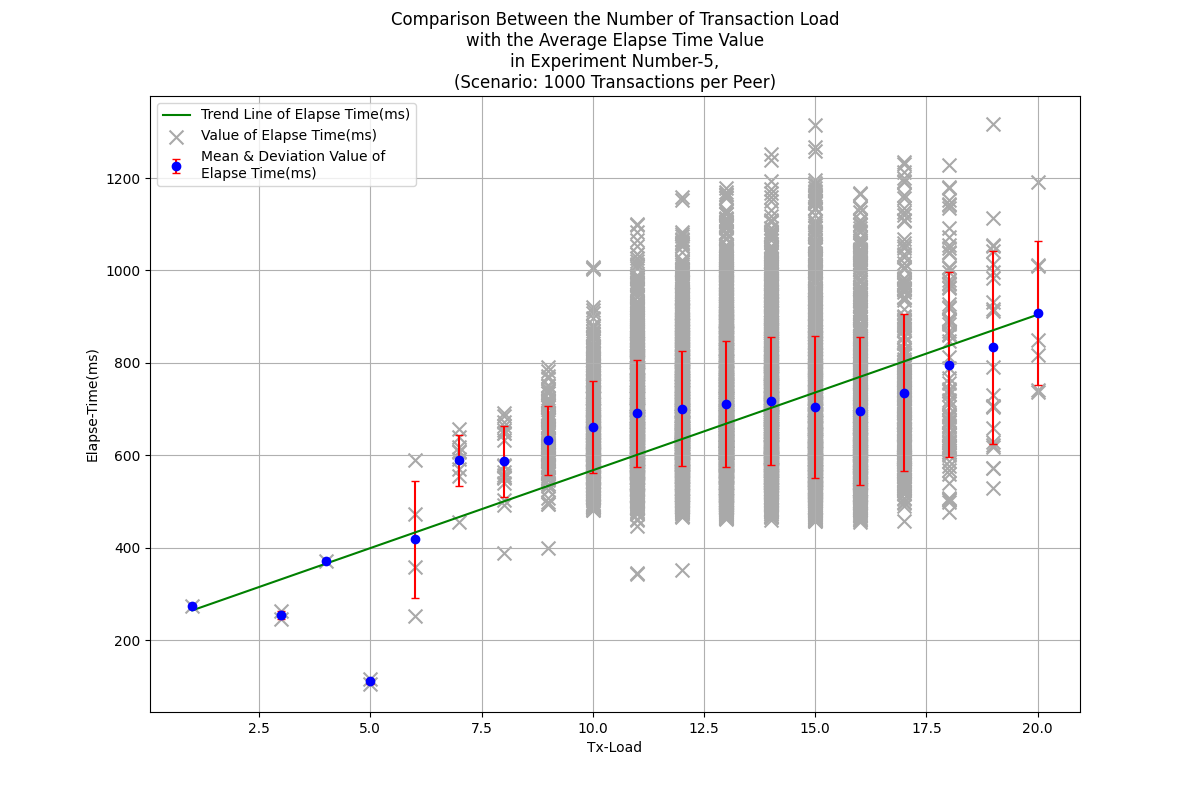 Comparison Between the Number of Transaction Load
with the Average Elapse Time Value
in Experiment Number-5,
(Scenario: 1000 Transactions per Peer)
Trend Line of Elapse Time(ms)
Value of Elapse Time(ms)
Mean & Deviation Value of
Elapse Time(ms)
1200
1000
800
600
400
200
Elapse-Time(ms)
2.5 5.0 7.5 10.0 12.5 15.0 17.5 20.0
Tx-Load